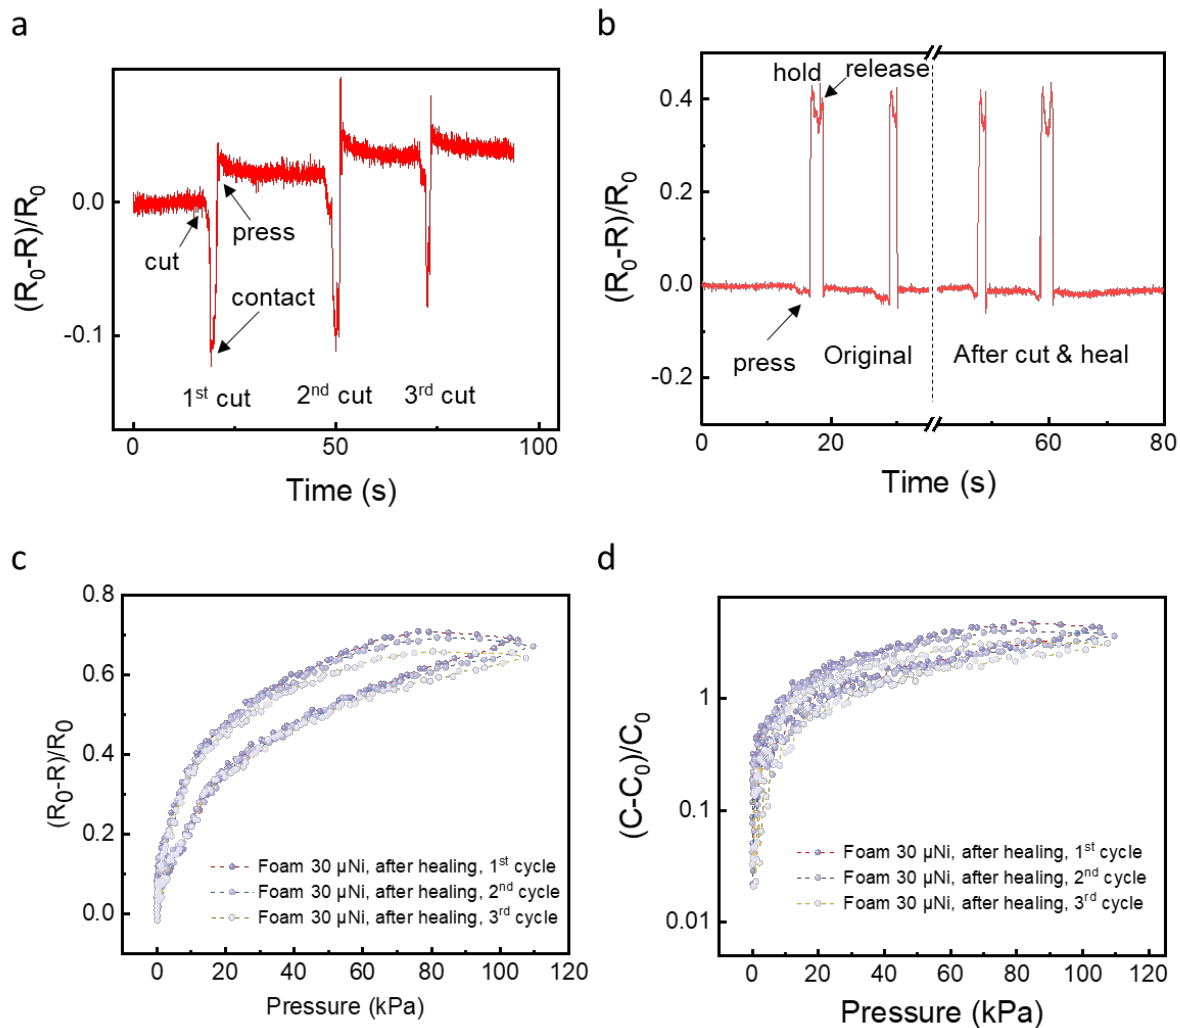 a
(R₀-R)/R₀
0.0
-0.1
cut
press
contact
1ˢᵗ cut 2ⁿᵈ cut 3ʳᵈ cut
0 50 100
Time (s)
b
(R₀-R)/R₀
0.4
0.2
0.0
-0.2
hold release
press
Original After cut & heal
0 20 60 80
Time (s)
c
(R₀-R)/R₀
0.8
0.6
0.4
0.2
0.0
Foam 30 µNi, after healing, 1ˢᵗ cycle
Foam 30 µNi, after healing, 2ⁿᵈ cycle
Foam 30 µNi, after healing, 3ʳᵈ cycle
0 20 40 60 80 100 120
Pressure (kPa)
d
(C-C₀)/C₀
1
0.1
0.01
Foam 30 µNi, after healing, 1ˢᵗ cycle
Foam 30 µNi, after healing, 2ⁿᵈ cycle
Foam 30 µNi, after healing, 3ʳᵈ cycle
0 20 40 60 80 100 120
Pressure (kPa)